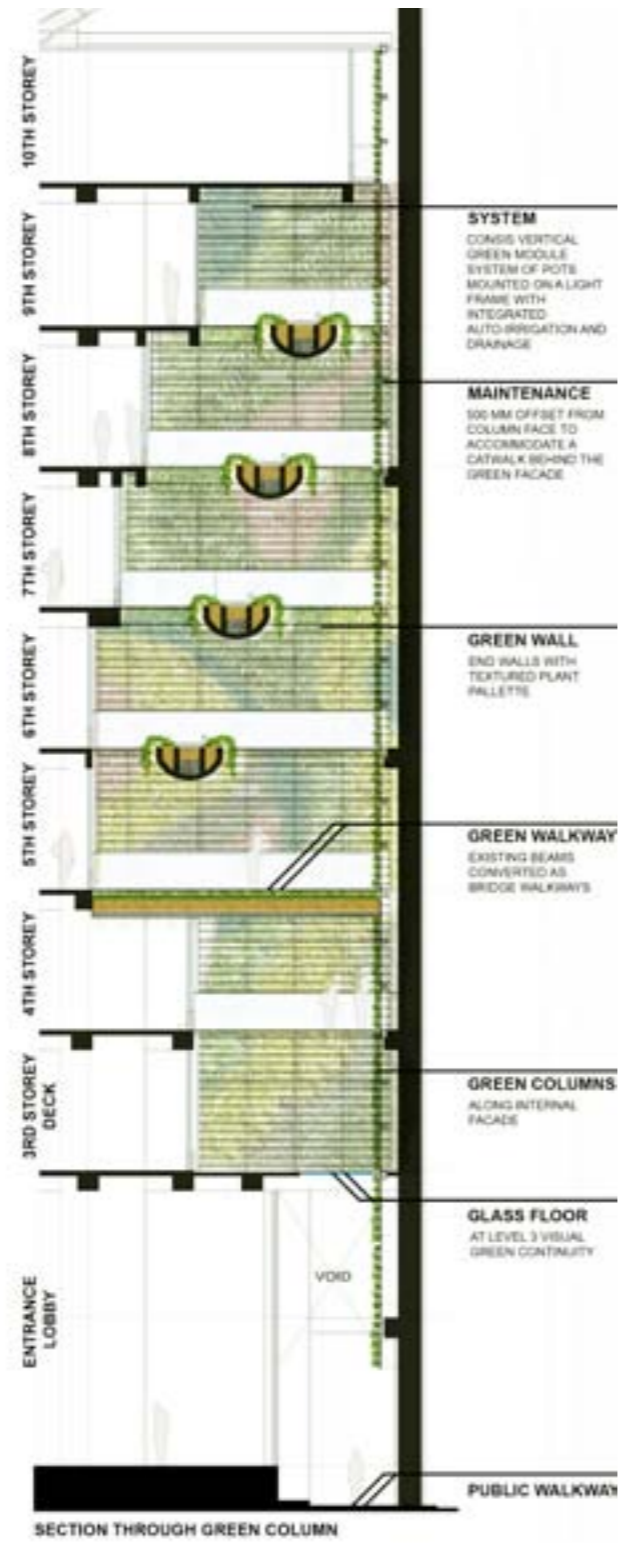 10TH STOREY
9TH STOREY
8TH STOREY
7TH STOREY
6TH STOREY
5TH STOREY
4TH STOREY
3RD STOREY
DECK
ENTRANCE
LOBBY
SYSTEM
CONSIS VERTICAL
GREEN MODULE
SYSTEM OF POTS
MOUNTED ON A LIGHT
FRAME WITH
INTEGRATED
AUTO-IRRIGATION AND
DRAINAGE
MAINTENANCE
500 MM OFFSET FROM
COLUMN FACE TO
ACCOMMODATE A
CATWALK BEHIND THE
GREEN FACADE
GREEN WALL
END WALLS WITH
TEXTURED PLANT
PALLETTE
GREEN WALKWAY
EXISTING BEAMS
CONVERTED AS
BRIDGE WALKWAYS
GREEN COLUMNS
ALONG INTERNAL
FACADE
GLASS FLOOR
AT LEVEL 3 VISUAL
GREEN CONTINUITY
VOID
PUBLIC WALKWAY
SECTION THROUGH GREEN COLUMN